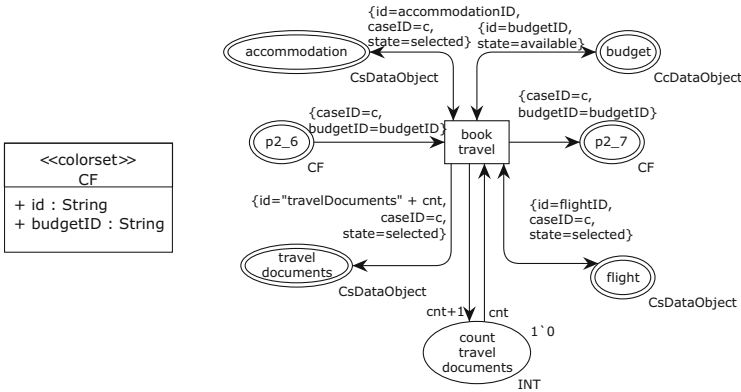 <<colorset>>
CF
+ id : String
+ budgetID : String
{id=accommodationID,
caseID=c,
state=selected}
accommodation
CsDataObject
{id=budgetID,
state=available}
budget
CcDataObject
{caseID=c,
budgetID=budgetID}
p2_6
CF
book
travel
{caseID=c,
budgetID=budgetID}
p2_7
CF
{id="travelDocuments" + cnt,
caseID=c,
state=selected}
travel
documents
CsDataObject
{id=flightID,
caseID=c,
state=selected}
flight
CsDataObject
cnt+1
cnt
count
travel
documents
1`0
INT